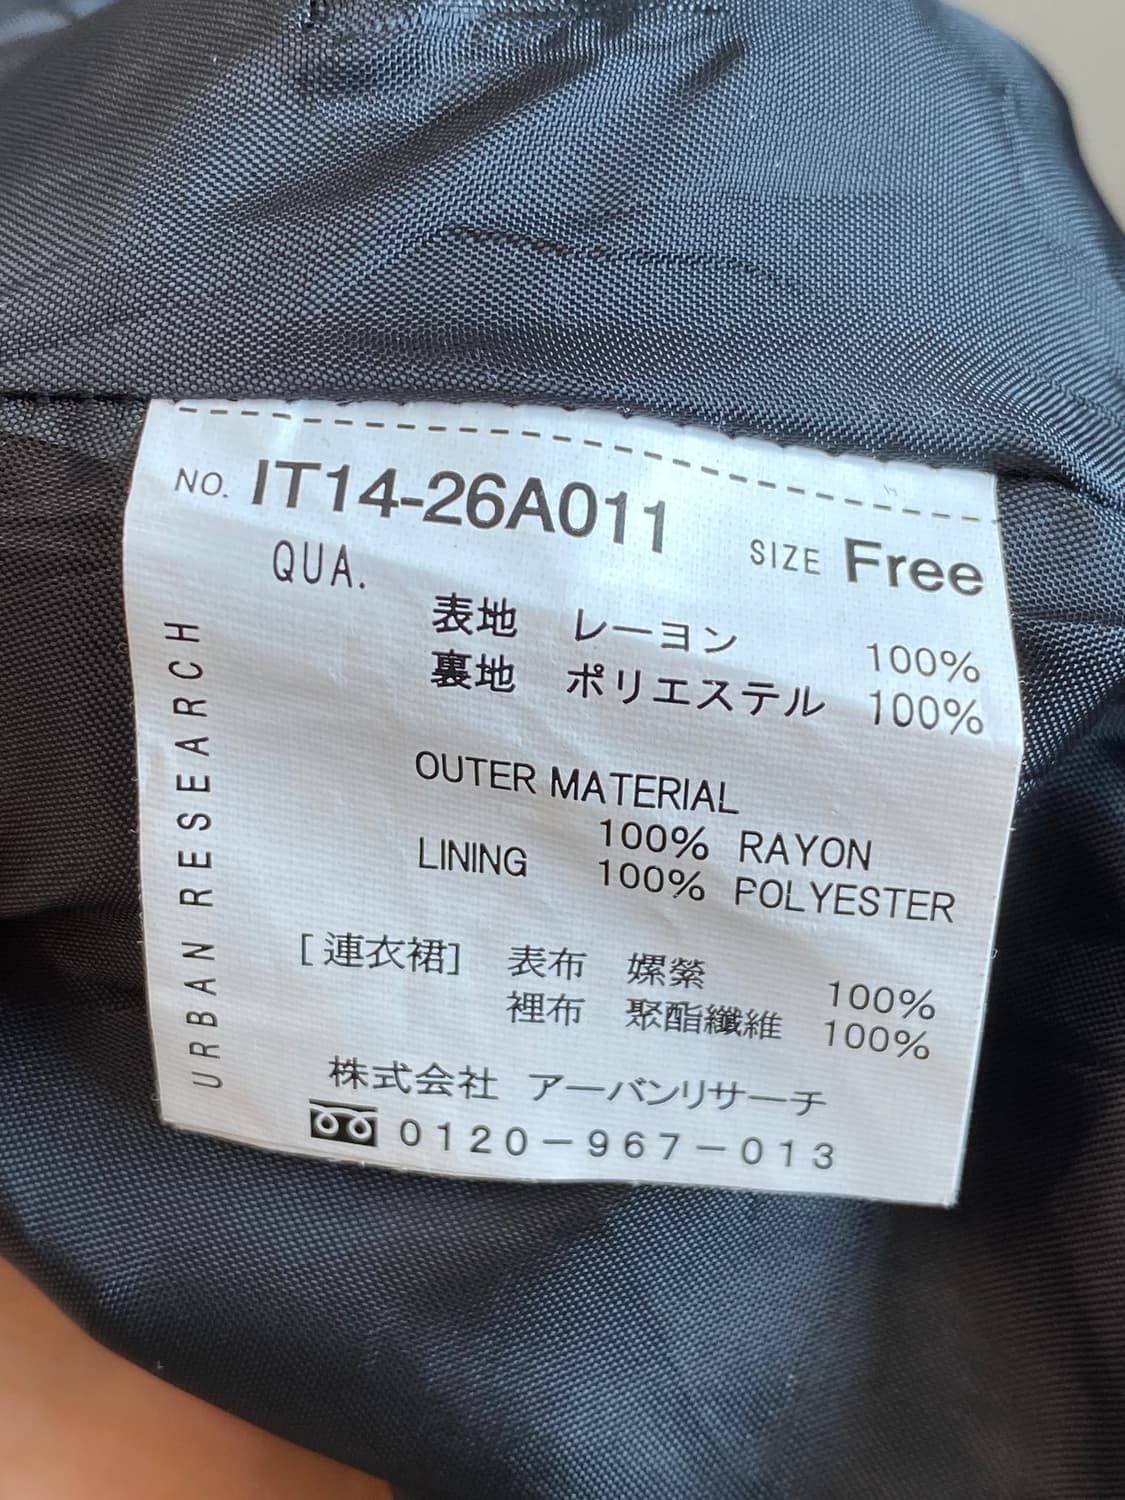 NO. IT14-26A011 SIZE Free
QUA.
表地 レーヨン 100%
裏地 ポリエステル 100%
OUTER MATERIAL
100% RAYON
LINING 100% POLYESTER
[連衣裙] 表布 嫘縈 100%
裡布 聚酯纖維 100%
株式会社 アーバンリサーチ
0120-967-013
URBAN RESEARCH